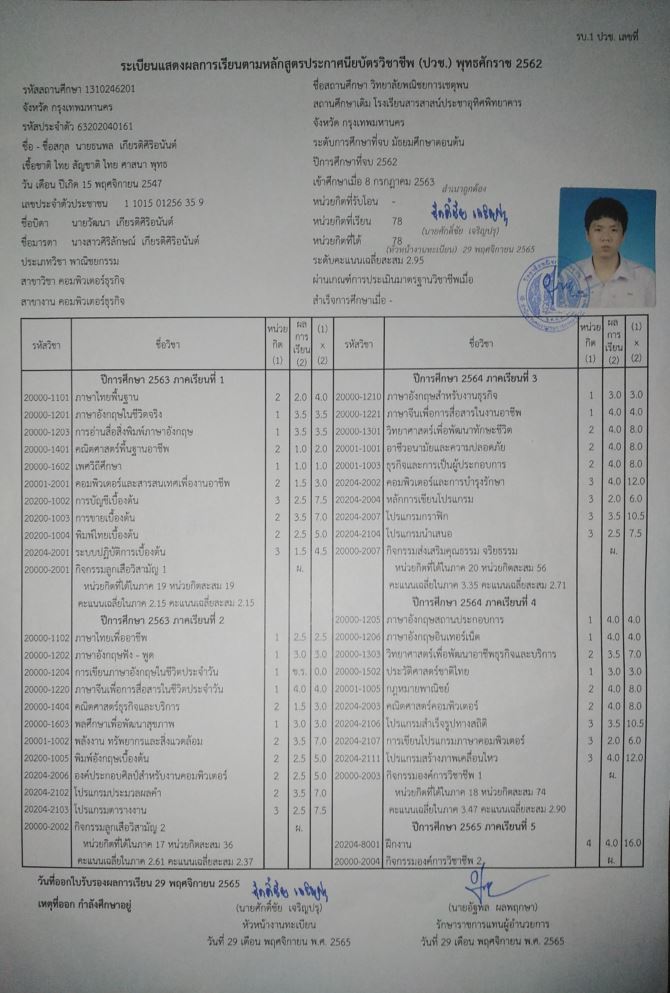 รบ.1 ปวช. เลขที่
ระเบียนแสดงผลการเรียนตามหลักสูตรประกาศนียบัตรวิชาชีพ (ปวช.) พุทธศักราช 2562
รหัสสถานศึกษา 1310246201
ชื่อสถานศึกษา วิทยาลัยพณิชยการเชตุพน
จังหวัด กรุงเทพมหานคร
สถานศึกษาเดิม โรงเรียนสารสาสน์ประชาอุทิศพิทยาคาร
รหัสประจำตัว 63202040161
จังหวัด กรุงเทพมหานคร
ชื่อ - ชื่อสกุล นายธนพล เกียรติศิริอนันต์
ระดับการศึกษาที่จบ มัธยมศึกษาตอนต้น
เชื้อชาติ ไทย สัญชาติ ไทย ศาสนา พุทธ
ปีการศึกษาที่จบ 2562
วัน เดือน ปีเกิด 15 พฤศจิกายน 2547
เข้าศึกษาเมื่อ 8 กรกฎาคม 2563
สำเนาถูกต้อง
เลขประจำตัวประชาชน 1 1015 01256 35 9
หน่วยกิตที่รับโอน -
ศักดิ์ชัย เจริญปรุ
ชื่อบิดา นายวัฒนา เกียรติศิริอนันต์
หน่วยกิตที่เรียน 78
(นายศักดิ์ชัย เจริญปรุ)
ชื่อมารดา นางสาวศิริลักษณ์ เกียรติศิริอนันต์
หน่วยกิตที่ได้ 78
(หัวหน้างานทะเบียน) 29 พฤศจิกายน 2565
ประเภทวิชา พาณิชยกรรม
ระดับคะแนนเฉลี่ยสะสม 2.95
สาขาวิชา คอมพิวเตอร์ธุรกิจ
ผ่านเกณฑ์การประเมินมาตรฐานวิชาชีพเมื่อ
สาขางาน คอมพิวเตอร์ธุรกิจ
สำเร็จการศึกษาเมื่อ -
รหัสวิชา ชื่อวิชา หน่วยกิต (1) ผลการเรียน (2) (1) x (2)
ปีการศึกษา 2563 ภาคเรียนที่ 1
20000-1101 ภาษาไทยพื้นฐาน 2 2.0 4.0
20000-1201 ภาษาอังกฤษในชีวิตจริง 1 3.5 3.5
20000-1203 การอ่านสื่อสิ่งพิมพ์ภาษาอังกฤษ 1 3.5 3.5
20000-1401 คณิตศาสตร์พื้นฐานอาชีพ 2 1.0 2.0
20000-1602 เพศวิถีศึกษา 1 1.0 1.0
20001-2001 คอมพิวเตอร์และสารสนเทศเพื่องานอาชีพ 2 1.5 3.0
20200-1002 การบัญชีเบื้องต้น 3 2.5 7.5
20200-1003 การขายเบื้องต้น 2 3.5 7.0
20200-1004 พิมพ์ไทยเบื้องต้น 2 2.5 5.0
20204-2001 ระบบปฏิบัติการเบื้องต้น 3 1.5 4.5
20000-2001 กิจกรรมลูกเสือวิสามัญ 1 ผ.
หน่วยกิตที่ได้ในภาค 19 หน่วยกิตสะสม 19
คะแนนเฉลี่ยในภาค 2.15 คะแนนเฉลี่ยสะสม 2.15
ปีการศึกษา 2563 ภาคเรียนที่ 2
20000-1102 ภาษาไทยเพื่ออาชีพ 1 2.5 2.5
20000-1202 ภาษาอังกฤษฟัง - พูด 1 3.0 3.0
20000-1204 การเขียนภาษาอังกฤษในชีวิตประจำวัน 1 ข.ร. 0.0
20000-1220 ภาษาจีนเพื่อการสื่อสารในชีวิตประจำวัน 1 4.0 4.0
20000-1404 คณิตศาสตร์ธุรกิจและบริการ 2 1.5 3.0
20000-1603 พลศึกษาเพื่อพัฒนาสุขภาพ 1 3.0 3.0
20001-1002 พลังงาน ทรัพยากรและสิ่งแวดล้อม 2 3.5 7.0
20200-1005 พิมพ์อังกฤษเบื้องต้น 2 2.5 5.0
20204-2006 องค์ประกอบศิลป์สำหรับงานคอมพิวเตอร์ 2 2.5 5.0
20204-2102 โปรแกรมประมวลผลคำ 2 3.5 7.0
20204-2103 โปรแกรมตารางงาน 3 2.5 7.5
20000-2002 กิจกรรมลูกเสือวิสามัญ 2 ผ.
หน่วยกิตที่ได้ในภาค 17 หน่วยกิตสะสม 36
คะแนนเฉลี่ยในภาค 2.61 คะแนนเฉลี่ยสะสม 2.37
รหัสวิชา ชื่อวิชา หน่วยกิต (1) ผลการเรียน (2) (1) x (2)
ปีการศึกษา 2564 ภาคเรียนที่ 3
20000-1210 ภาษาอังกฤษสำหรับงานธุรกิจ 1 3.0 3.0
20000-1221 ภาษาจีนเพื่อการสื่อสารในงานอาชีพ 1 4.0 4.0
20000-1301 วิทยาศาสตร์เพื่อพัฒนาทักษะชีวิต 2 4.0 8.0
20001-1001 อาชีวอนามัยและความปลอดภัย 2 4.0 8.0
20001-1003 ธุรกิจและการเป็นผู้ประกอบการ 2 4.0 8.0
20204-2002 คอมพิวเตอร์และการบำรุงรักษา 3 4.0 12.0
20204-2004 หลักการเขียนโปรแกรม 3 2.0 6.0
20204-2007 โปรแกรมกราฟิก 3 3.5 10.5
20204-2104 โปรแกรมนำเสนอ 3 2.5 7.5
20000-2007 กิจกรรมส่งเสริมคุณธรรม จริยธรรม ผ.
หน่วยกิตที่ได้ในภาค 20 หน่วยกิตสะสม 56
คะแนนเฉลี่ยในภาค 3.35 คะแนนเฉลี่ยสะสม 2.71
ปีการศึกษา 2564 ภาคเรียนที่ 4
20000-1205 ภาษาอังกฤษสถานประกอบการ 1 4.0 4.0
20000-1206 ภาษาอังกฤษอินเทอร์เน็ต 1 4.0 4.0
20000-1303 วิทยาศาสตร์เพื่อพัฒนาอาชีพธุรกิจและบริการ 2 3.5 7.0
20000-1502 ประวัติศาสตร์ชาติไทย 1 3.0 3.0
20001-1005 กฎหมายพาณิชย์ 2 4.0 8.0
20204-2003 คณิตศาสตร์คอมพิวเตอร์ 2 4.0 8.0
20204-2106 โปรแกรมสำเร็จรูปทางสถิติ 3 3.5 10.5
20204-2107 การเขียนโปรแกรมภาษาคอมพิวเตอร์ 3 2.0 6.0
20204-2111 โปรแกรมสร้างภาพเคลื่อนไหว 3 4.0 12.0
20000-2003 กิจกรรมองค์การวิชาชีพ 1 ผ.
หน่วยกิตที่ได้ในภาค 18 หน่วยกิตสะสม 74
คะแนนเฉลี่ยในภาค 3.47 คะแนนเฉลี่ยสะสม 2.90
ปีการศึกษา 2565 ภาคเรียนที่ 5
20204-8001 ฝึกงาน 4 4.0 16.0
20000-2004 กิจกรรมองค์การวิชาชีพ 2 ผ.
วันที่ออกใบรับรองผลการเรียน 29 พฤศจิกายน 2565
เหตุที่ออก กำลังศึกษาอยู่
ศักดิ์ชัย เจริญปรุ
(นายศักดิ์ชัย เจริญปรุ)
หัวหน้างานทะเบียน
วันที่ 29 เดือน พฤศจิกายน พ.ศ. 2565
(นายอัฐพล ผลพฤกษา)
รักษาราชการแทนผู้อำนวยการ
วันที่ 29 เดือน พฤศจิกายน พ.ศ. 2565